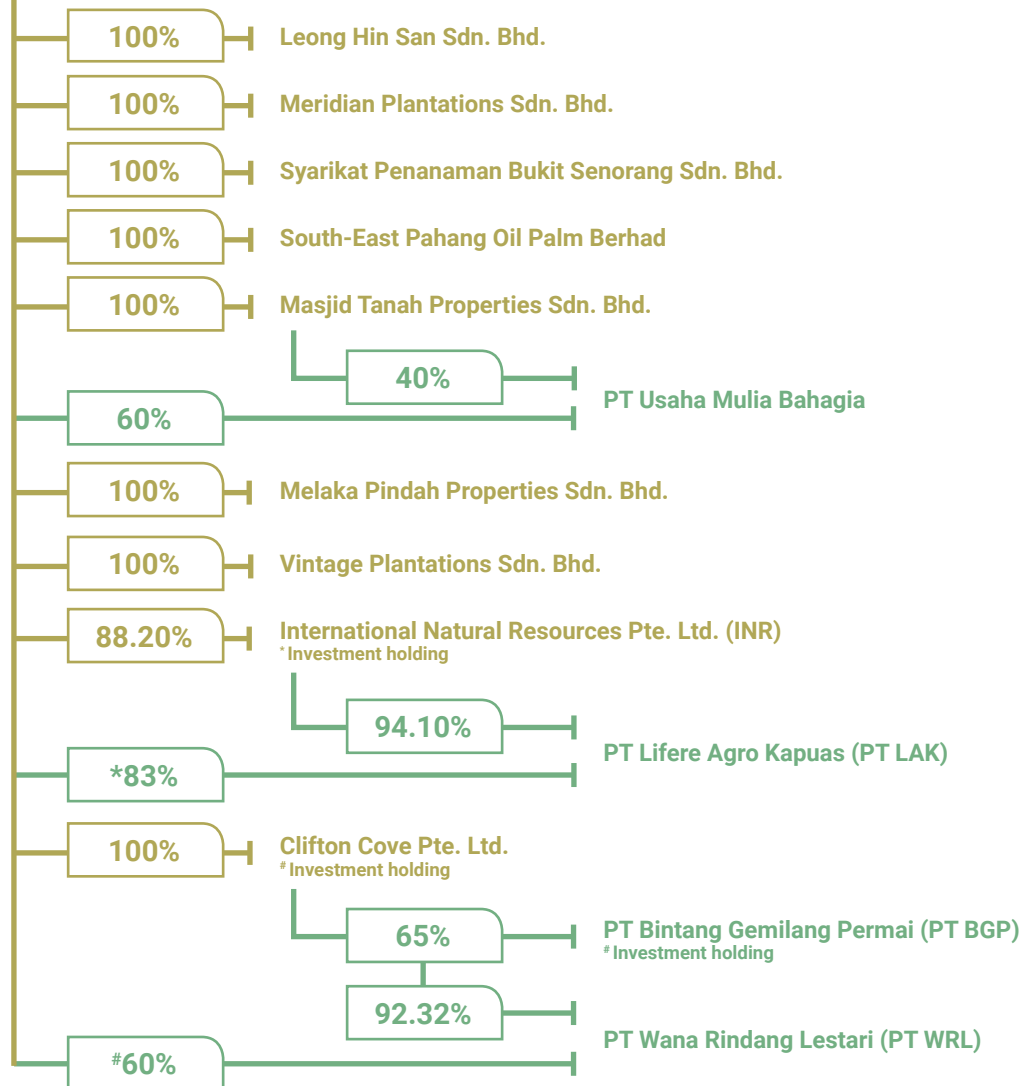 100% Leong Hin San Sdn. Bhd.
100% Meridian Plantations Sdn. Bhd.
100% Syarikat Penanaman Bukit Senorang Sdn. Bhd.
100% South-East Pahang Oil Palm Berhad
100% Masjid Tanah Properties Sdn. Bhd.
40%
PT Usaha Mulia Bahagia
60%
100% Melaka Pindah Properties Sdn. Bhd.
100% Vintage Plantations Sdn. Bhd.
88.20% International Natural Resources Pte. Ltd. (INR)
* Investment holding
94.10%
PT Lifere Agro Kapuas (PT LAK)
*83%
100% Clifton Cove Pte. Ltd.
# Investment holding
65% PT Bintang Gemilang Permai (PT BGP)
# Investment holding
92.32%
PT Wana Rindang Lestari (PT WRL)
#60%